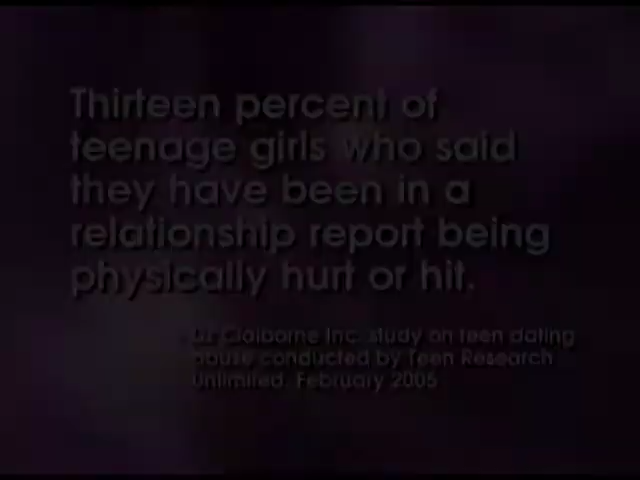 Thirteen percent of
teenage girls who said
they have been in a
relationship report being
physically hurt or hit.
Liz Claiborne Inc. study on teen dating
abuse conducted by Teen Research
Unlimited, February 2005